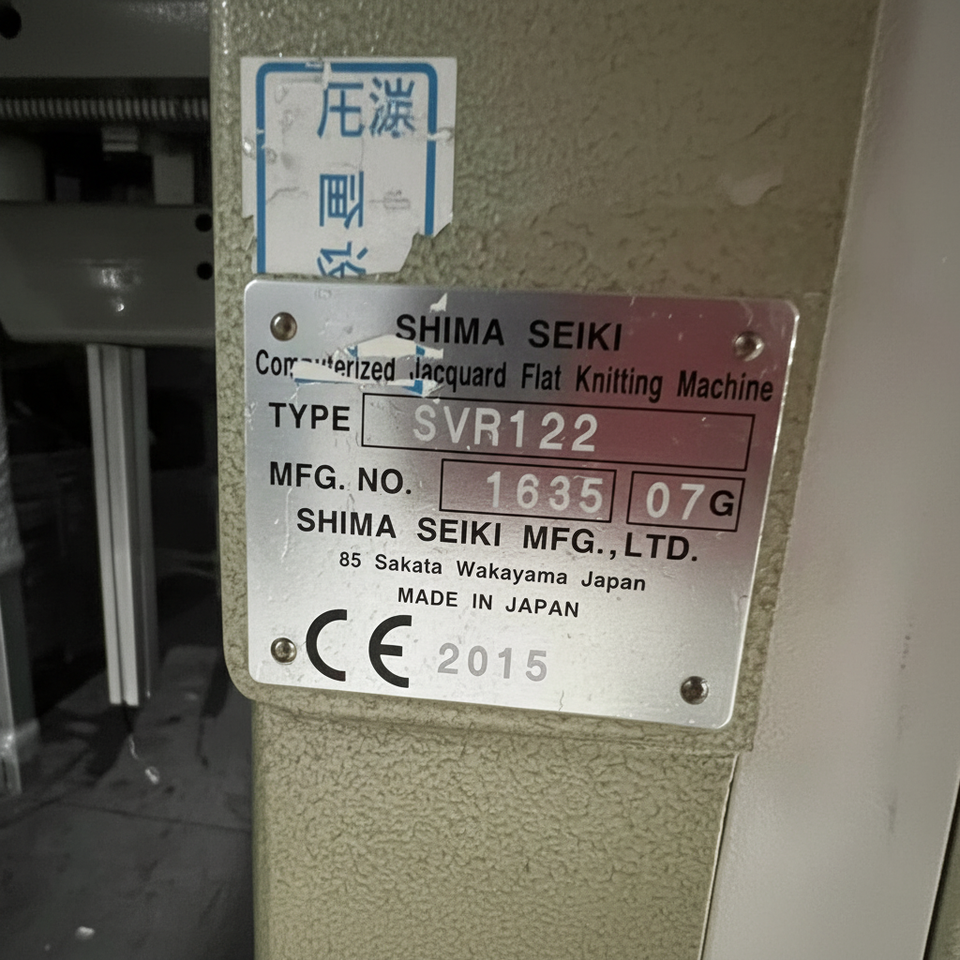 SHIMA SEIKI
Computerized Jacquard Flat Knitting Machine
TYPE SVR122
MFG. NO. 1635 07G
SHIMA SEIKI MFG., LTD.
85 Sakata Wakayama Japan
MADE IN JAPAN
CE 2015